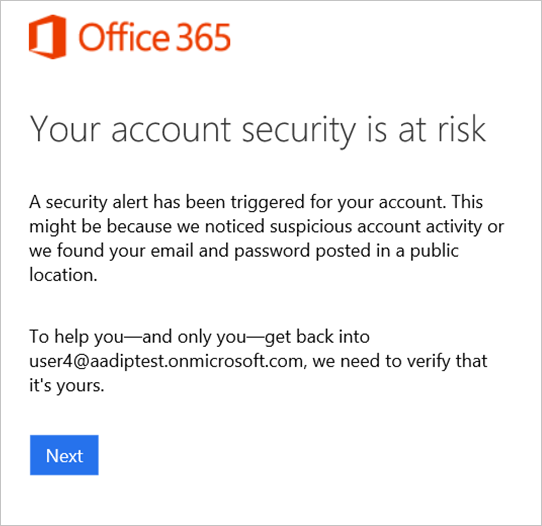 Office 365
Your account security is at risk
A security alert has been triggered for your account. This
might be because we noticed suspicious account activity or
we found your email and password posted in a public
location.
To help you—and only you—get back into
user4@aadiptest.onmicrosoft.com, we need to verify that
it's yours.
Next